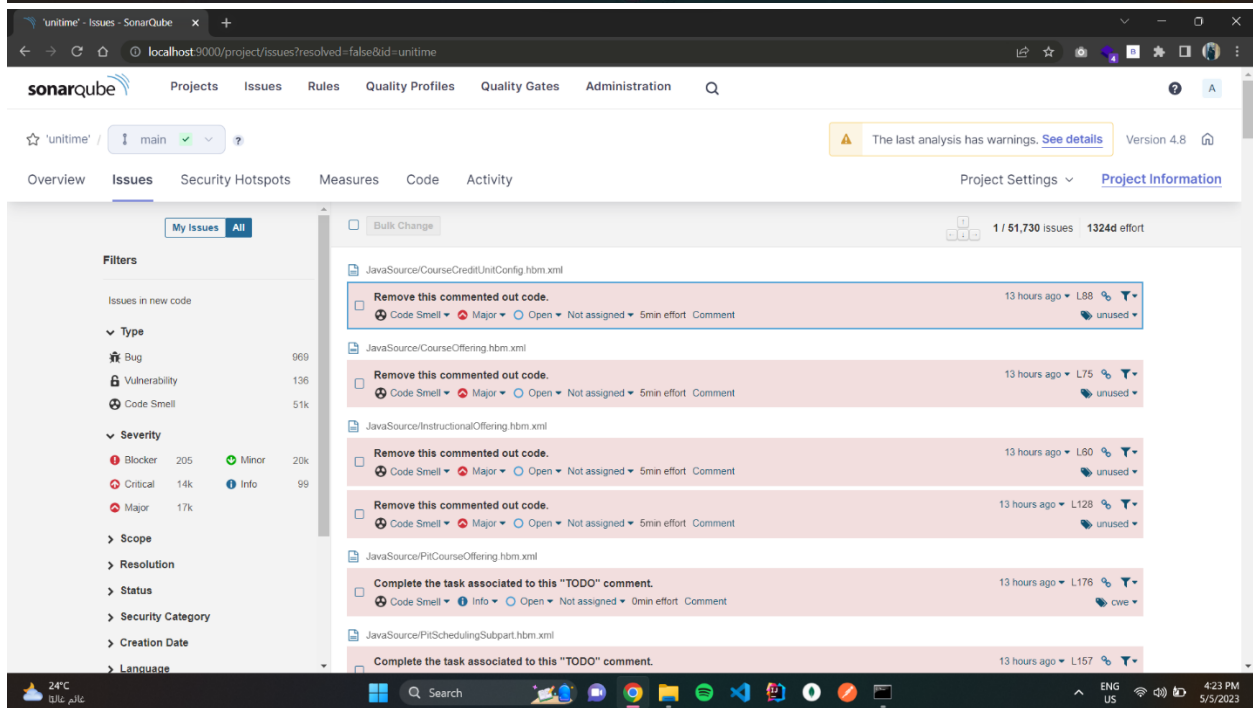 'unitime' - Issues - SonarQube
localhost:9000/project/issues?resolved=false&id=unitime
4
B
sonarqube Projects Issues Rules Quality Profiles Quality Gates Administration A
'unitime' / main ? The last analysis has warnings. See details Version 4.8
Overview Issues Security Hotspots Measures Code Activity Project Settings Project Information
My Issues All
Bulk Change 1 / 51,730 issues 1324d effort
Filters
Issues in new code
Type
Bug 969
Vulnerability 136
Code Smell 51k
Severity
Blocker 205 Minor 20k
Critical 14k Info 99
Major 17k
Scope
Resolution
Status
Security Category
Creation Date
Language
JavaSource/CourseCreditUnitConfig.hbm.xml
Remove this commented out code. 13 hours ago L88
Code Smell Major Open Not assigned 5min effort Comment unused
JavaSource/CourseOffering.hbm.xml
Remove this commented out code. 13 hours ago L75
Code Smell Major Open Not assigned 5min effort Comment unused
JavaSource/InstructionalOffering.hbm.xml
Remove this commented out code. 13 hours ago L60
Code Smell Major Open Not assigned 5min effort Comment unused
Remove this commented out code. 13 hours ago L128
Code Smell Major Open Not assigned 5min effort Comment unused
JavaSource/PitCourseOffering.hbm.xml
Complete the task associated to this "TODO" comment. 13 hours ago L176
Code Smell Info Open Not assigned 0min effort Comment cwe
JavaSource/PitSchedulingSubpart.hbm.xml
Complete the task associated to this "TODO" comment. 13 hours ago L157
24°C
غائم غالبًا
Search
ENG
US
4:23 PM
5/5/2023